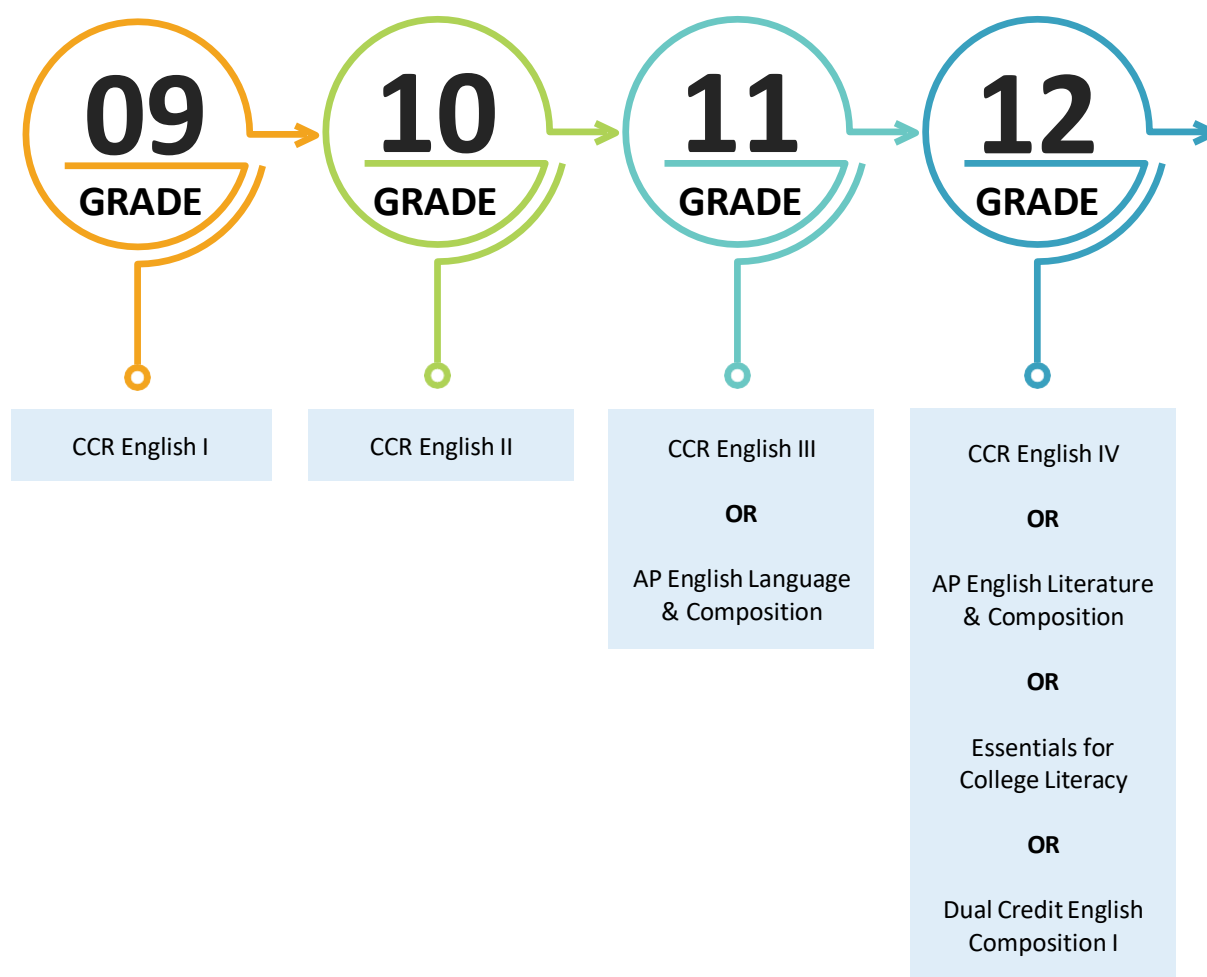 09
GRADE
10
GRADE
11
GRADE
12
GRADE
CCR English I
CCR English II
CCR English III
OR
AP English Language
& Composition
CCR English IV
OR
AP English Literature
& Composition
OR
Essentials for
College Literacy
OR
Dual Credit English
Composition I